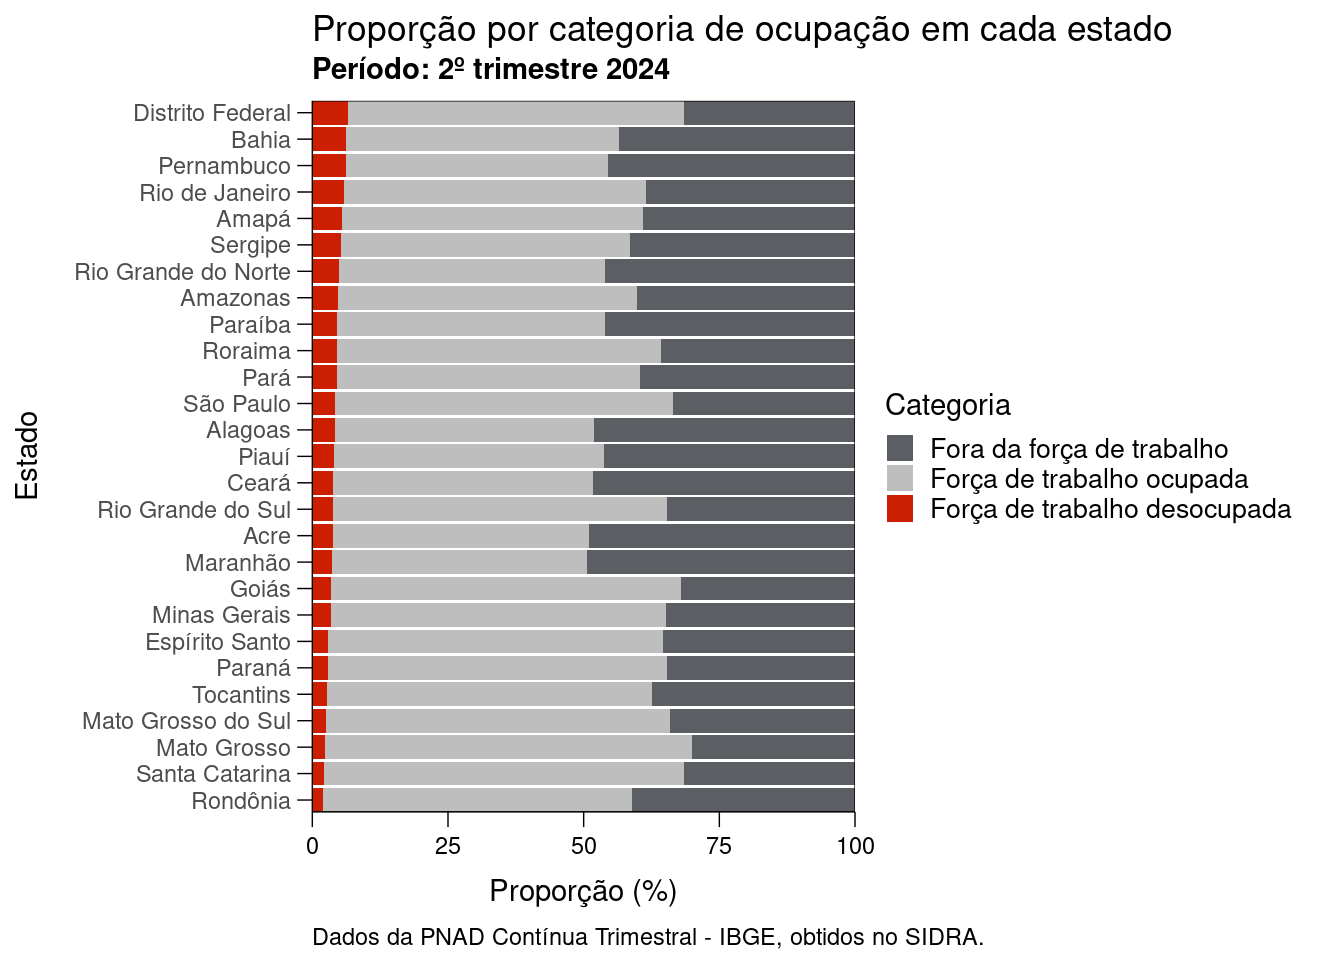 Proporção por categoria de ocupação em cada estado
Período: 2º trimestre 2024
Estado
Distrito Federal
Bahia
Pernambuco
Rio de Janeiro
Amapá
Sergipe
Rio Grande do Norte
Amazonas
Paraíba
Roraima
Pará
São Paulo
Alagoas
Piauí
Ceará
Rio Grande do Sul
Acre
Maranhão
Goiás
Minas Gerais
Espírito Santo
Paraná
Tocantins
Mato Grosso do Sul
Mato Grosso
Santa Catarina
Rondônia
0 25 50 75 100
Proporção (%)
Categoria
Fora da força de trabalho
Força de trabalho ocupada
Força de trabalho desocupada
Dados da PNAD Contínua Trimestral - IBGE, obtidos no SIDRA.